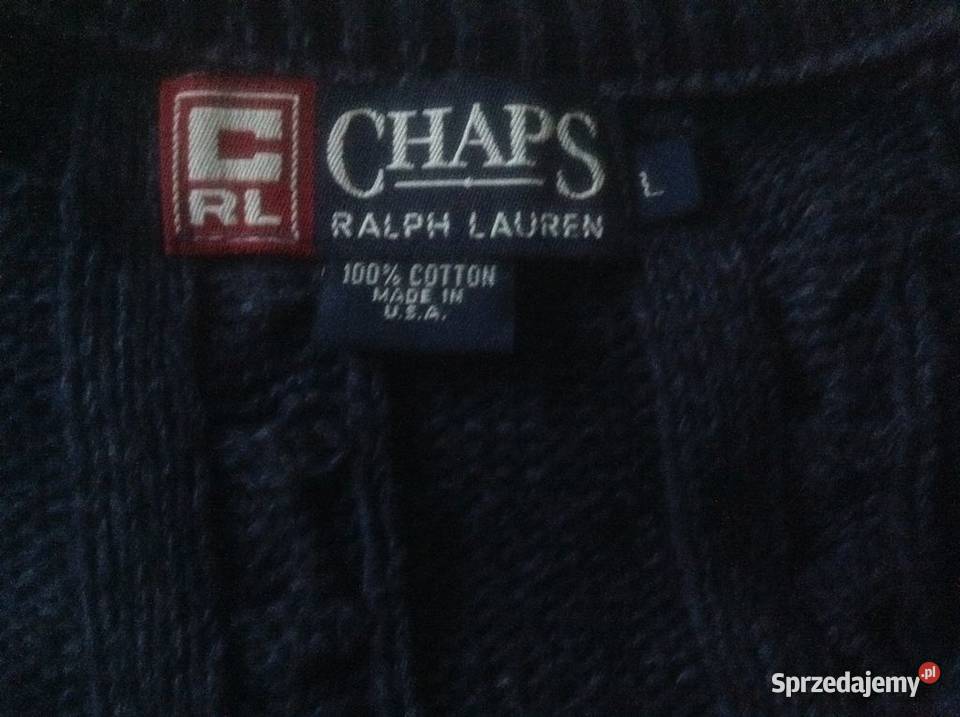 C
RL
CHAPS
RALPH LAUREN
L
100% COTTON
MADE IN
U.S.A.
Sprzedajemy.pl